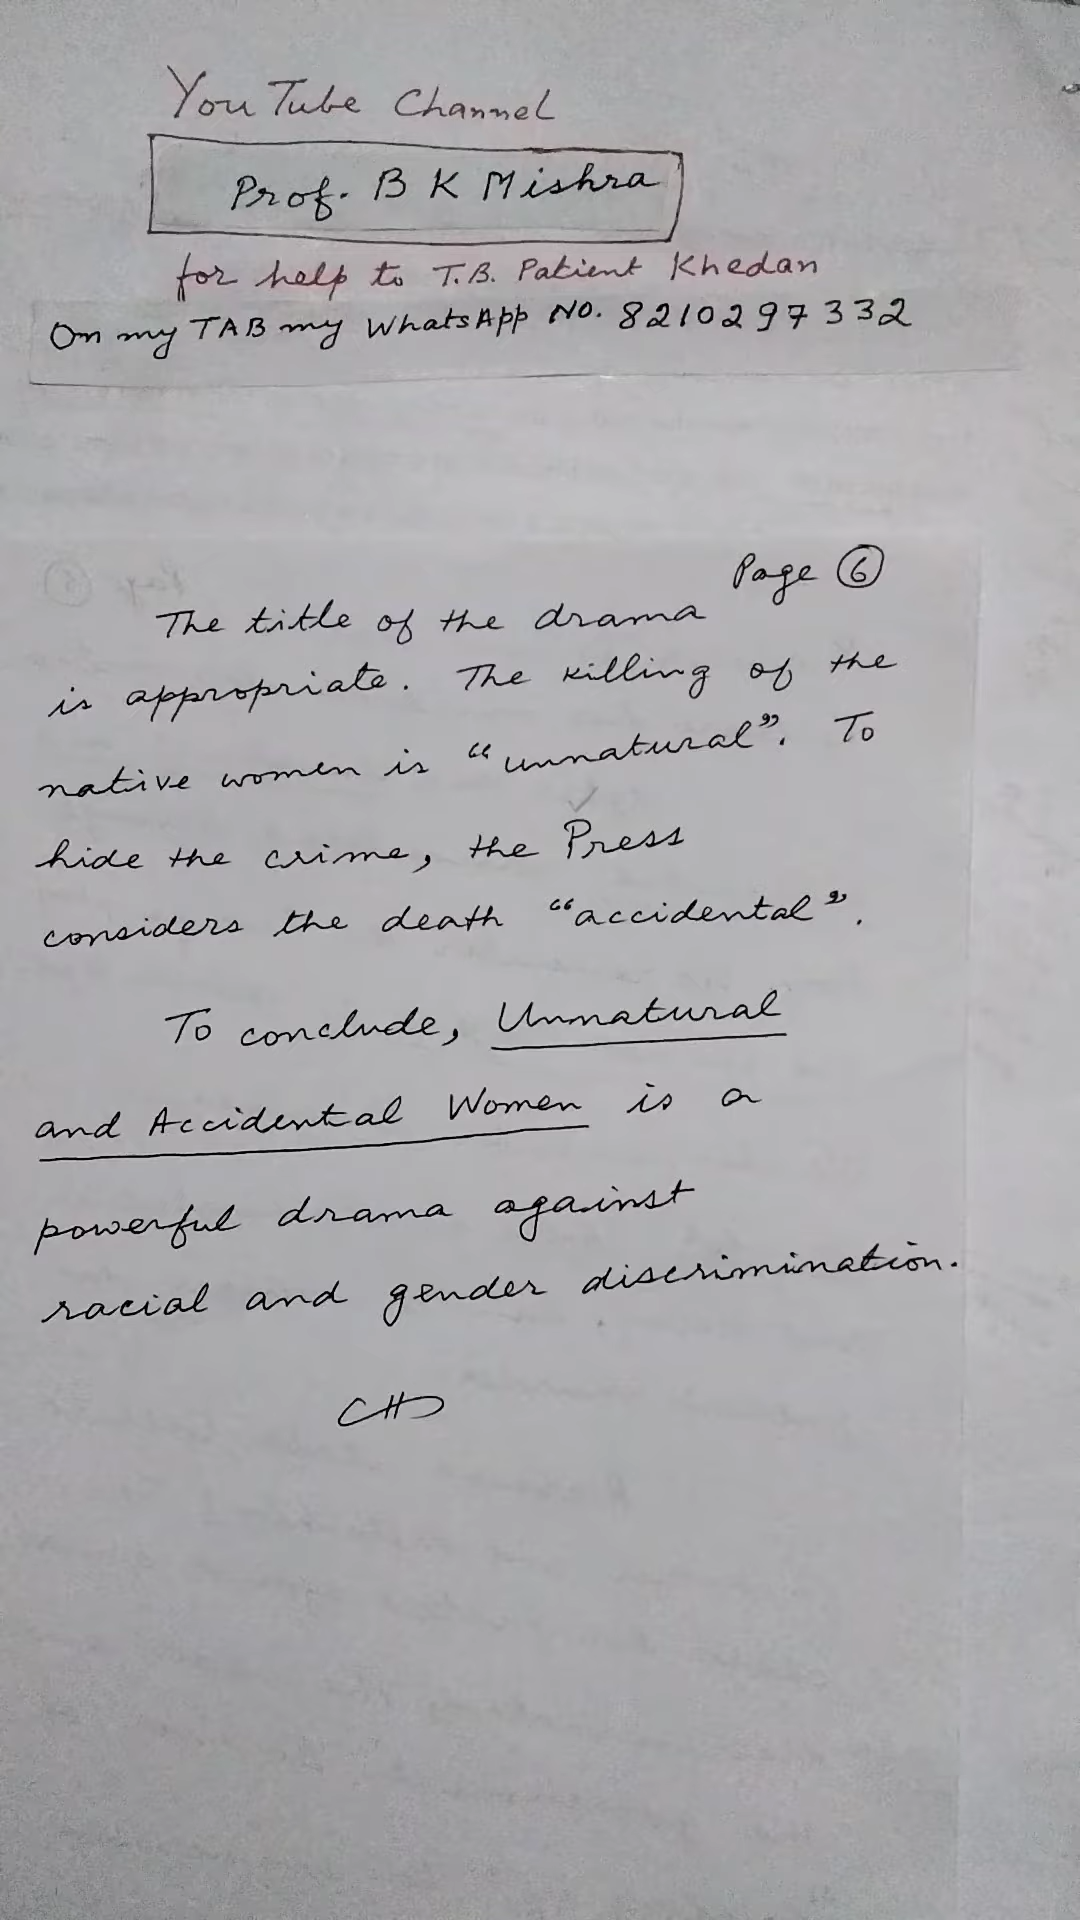 YouTube Channel
Prof. B K Mishra
for help to T.B. Patient Khedan
On my TAB my WhatsApp NO. 8210297332
Page 6
The title of the drama
is appropriate. The killing of the
native women is “unnatural”. To
hide the crime, the Press
considers the death “accidental”.
To conclude, Unnatural
and Accidental Women is a
powerful drama against
racial and gender discrimination.